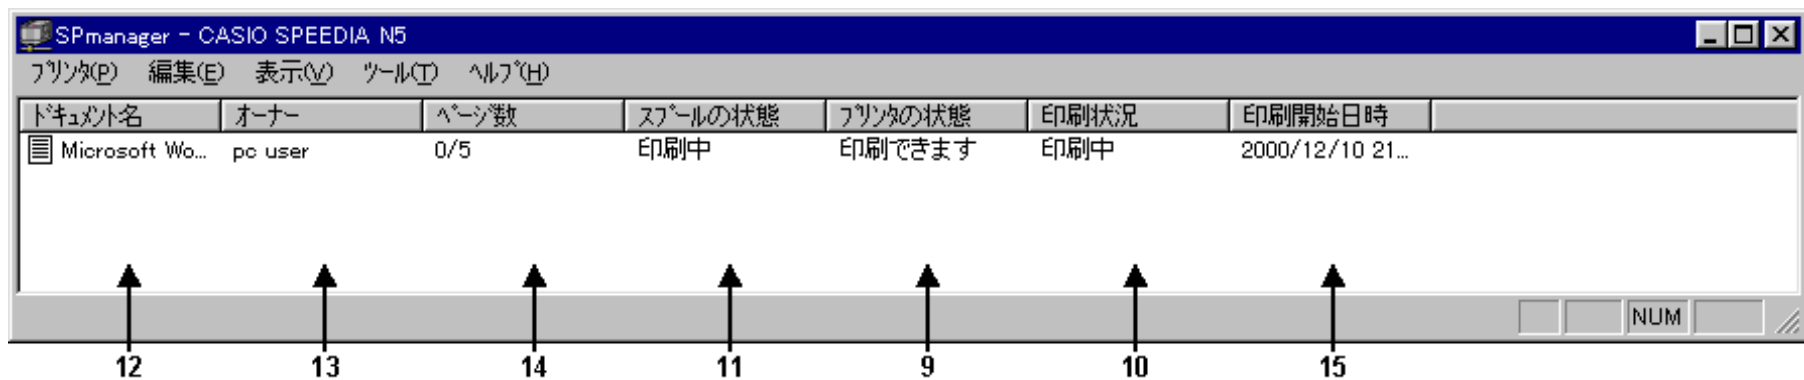 SPmanager - CASIO SPEEDIA N5
ﾌﾟﾘﾝﾀ(P) 編集(E) 表示(V) ﾂｰﾙ(T) ﾍﾙﾌﾟ(H)
ﾄﾞｷｭﾒﾝﾄ名 ｵｰﾅｰ ﾍﾟｰｼﾞ数 ｽﾌﾟｰﾙの状態 ﾌﾟﾘﾝﾀの状態 印刷状況 印刷開始日時
Microsoft Wo... pc user 0/5 印刷中 印刷できます 印刷中 2000/12/10 21...
NUM
12 13 14 11 9 10 15